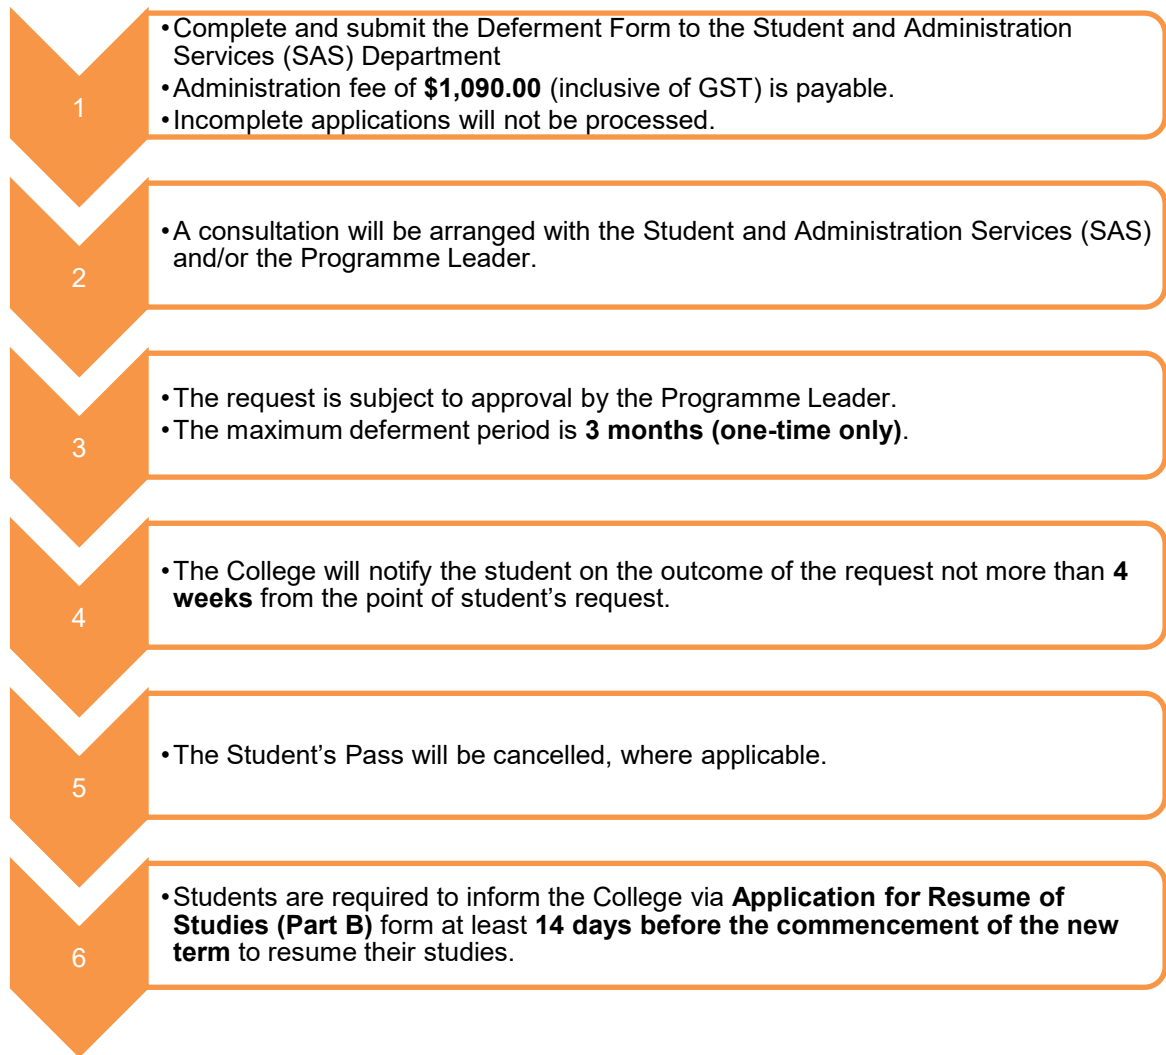 1
•Complete and submit the Deferment Form to the Student and Administration
Services (SAS) Department
•Administration fee of $1,090.00 (inclusive of GST) is payable.
•Incomplete applications will not be processed.
2
•A consultation will be arranged with the Student and Administration Services (SAS)
and/or the Programme Leader.
3
•The request is subject to approval by the Programme Leader.
•The maximum deferment period is 3 months (one-time only).
4
•The College will notify the student on the outcome of the request not more than 4
weeks from the point of student’s request.
5
•The Student’s Pass will be cancelled, where applicable.
6
•Students are required to inform the College via Application for Resume of
Studies (Part B) form at least 14 days before the commencement of the new
term to resume their studies.